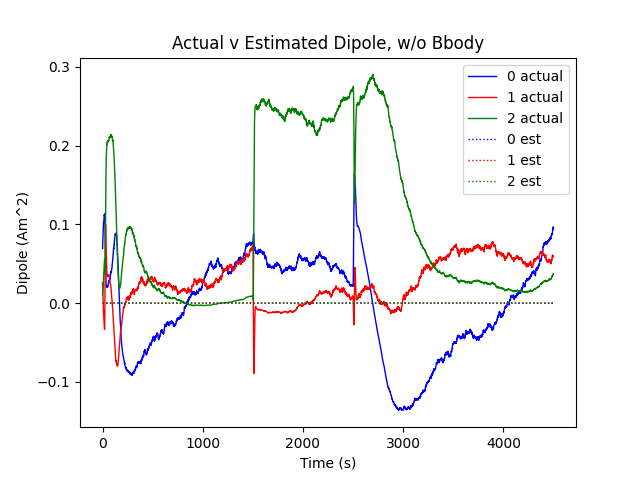 Actual v Estimated Dipole, w/o Bbody
0.3
0.2
0.1
0.0
−0.1
Dipole (Am^2)
0 actual
1 actual
2 actual
0 est
1 est
2 est
0
1000
2000
3000
4000
Time (s)